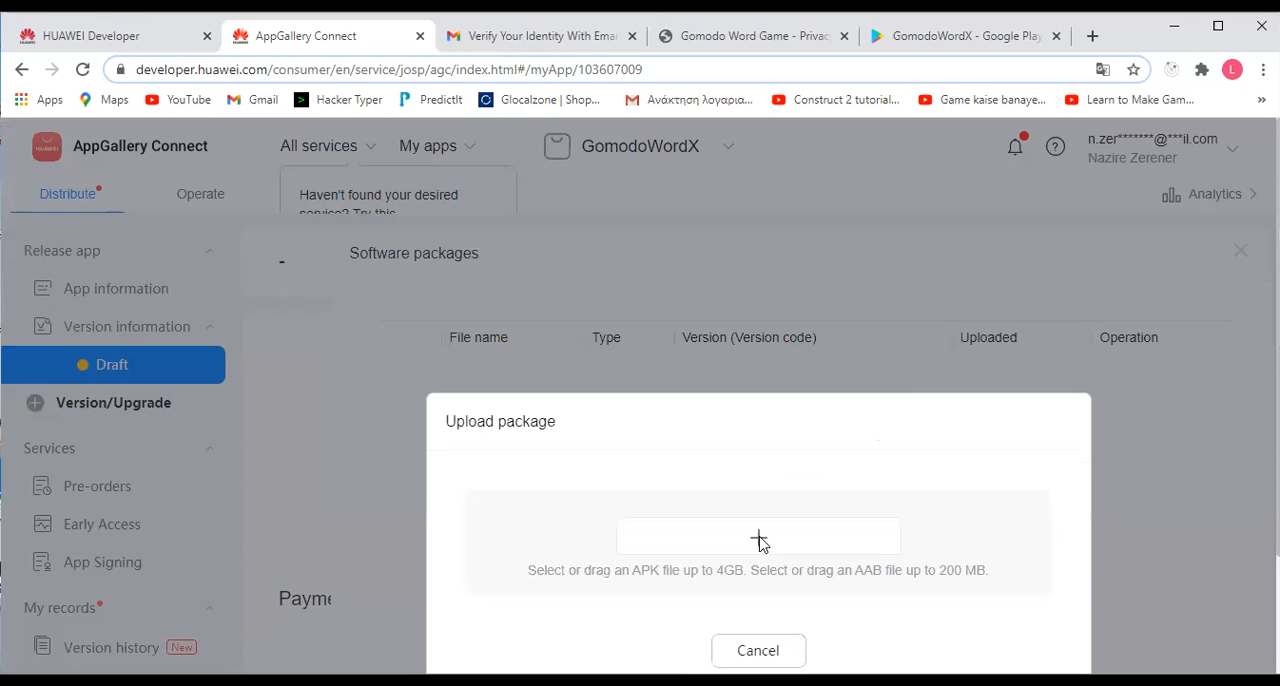 HUAWEI Developer
AppGallery Connect
Verify Your Identity With Emai
Gomodo Word Game - Privac
GomodoWordX - Google Play
developer.huawei.com/consumer/en/service/josp/agc/index.html#/myApp/103607009
L
Apps
Maps
YouTube
Gmail
Hacker Typer
PredictIt
Glocalzone | Shop...
Ανάκτηση λογαρια...
Construct 2 tutorial...
Game kaise banaye...
Learn to Make Gam...
HUAWEI
AppGallery Connect
All services
My apps
GomodoWordX
n.zer*******@***il.com
Nazire Zerener
Distribute
Operate
Haven't found your desired
service? Try this
Analytics
Release app
App information
Version information
Draft
Version/Upgrade
Services
Pre-orders
Early Access
App Signing
My records
Version history New
Software packages
File name
Type
Version (Version code)
Uploaded
Operation
Upload package
Select or drag an APK file up to 4GB. Select or drag an AAB file up to 200 MB.
Payme
Cancel